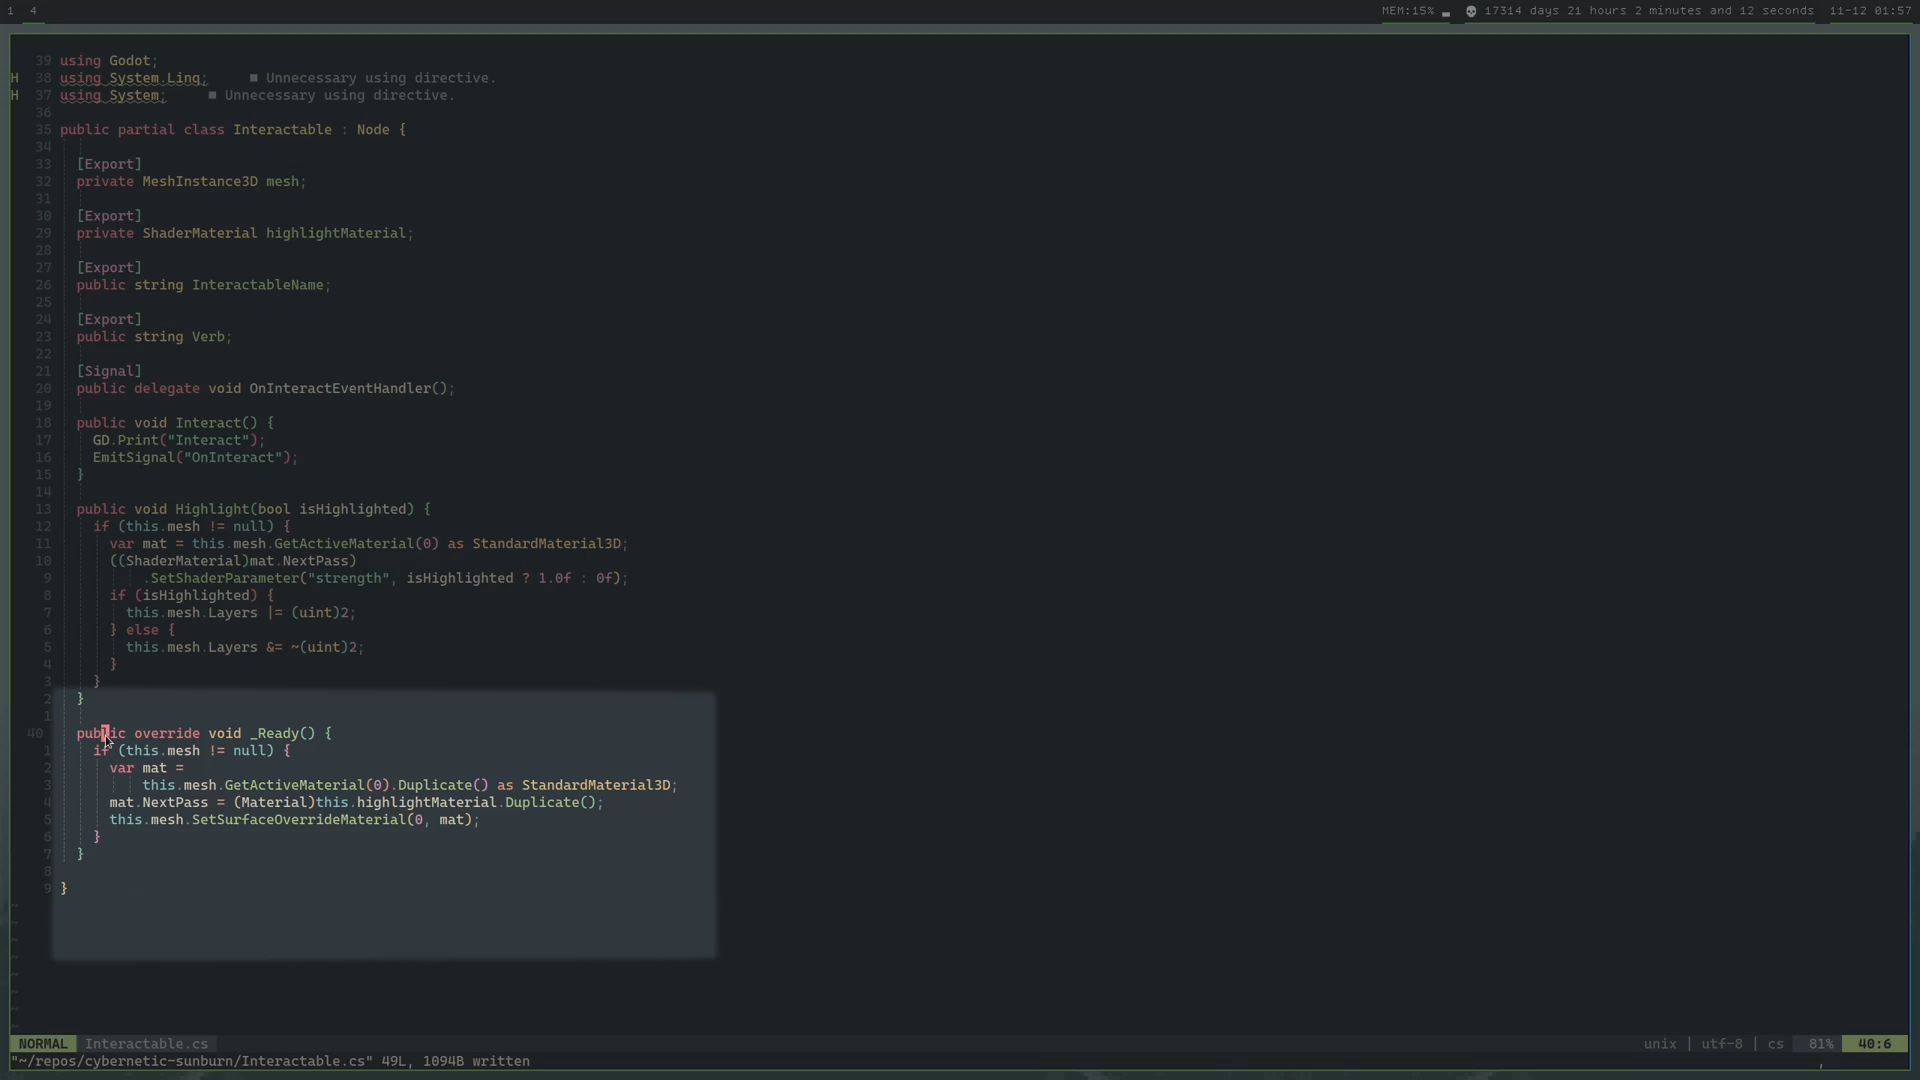 1 4 MEM:15% 17314 days 21 hours 2 minutes and 12 seconds 11-12 01:57
39 using Godot;
H 38 using System.Linq; ■ Unnecessary using directive.
H 37 using System; ■ Unnecessary using directive.
36
35 public partial class Interactable : Node {
34
33 [Export]
32 private MeshInstance3D mesh;
31
30 [Export]
29 private ShaderMaterial highlightMaterial;
28
27 [Export]
26 public string InteractableName;
25
24 [Export]
23 public string Verb;
22
21 [Signal]
20 public delegate void OnInteractEventHandler();
19
18 public void Interact() {
17 GD.Print("Interact");
16 EmitSignal("OnInteract");
15 }
14
13 public void Highlight(bool isHighlighted) {
12 if (this.mesh != null) {
11 var mat = this.mesh.GetActiveMaterial(0) as StandardMaterial3D;
10 ((ShaderMaterial)mat.NextPass)
9 .SetShaderParameter("strength", isHighlighted ? 1.0f : 0f);
8 if (isHighlighted) {
7 this.mesh.Layers |= (uint)2;
6 } else {
5 this.mesh.Layers &= ~(uint)2;
4 }
3 }
2 }
1
40 public override void _Ready() {
1 if (this.mesh != null) {
2 var mat =
3 this.mesh.GetActiveMaterial(0).Duplicate() as StandardMaterial3D;
4 mat.NextPass = (Material)this.highlightMaterial.Duplicate();
5 this.mesh.SetSurfaceOverrideMaterial(0, mat);
6 }
7 }
8
9 }
~
~
~
~
~
~
~
~
NORMAL Interactable.cs unix | utf-8 | cs 81% 40:6
"~/repos/cybernetic-sunburn/Interactable.cs" 49L, 1094B written